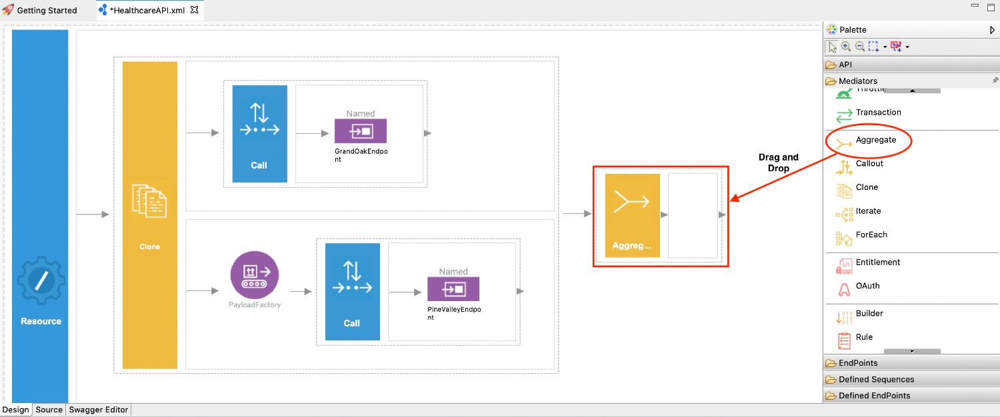 Getting Started
*HealthcareAPI.xml
Palette
API
Mediators
Throttle
Transaction
Aggregate
Callout
Clone
Iterate
ForEach
Entitlement
OAuth
Builder
Rule
EndPoints
Defined Sequences
Defined EndPoints
Resource
Clone
Call
Named
GrandOakEndpo
nt
PayloadFactory
Call
Named
PineValleyEndpo
nt
Aggreg...
Drag and
Drop
Design
Source
Swagger Editor